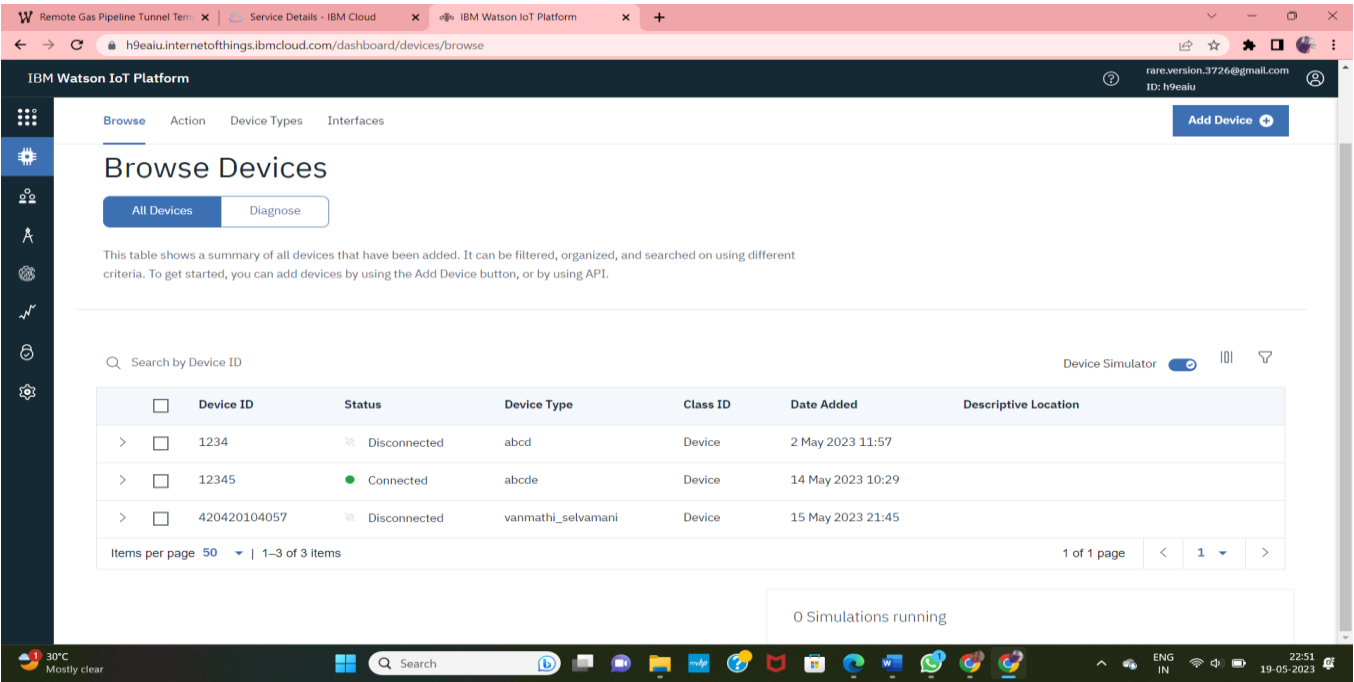 Remote Gas Pipeline Tunnel Tem
Service Details - IBM Cloud
IBM Watson IoT Platform
h9eaiu.internetofthings.ibmcloud.com/dashboard/devices/browse
IBM Watson IoT Platform
rare.version.3726@gmail.com
ID: h9eaiu
Browse Action Device Types Interfaces
Add Device
Browse Devices
All Devices Diagnose
This table shows a summary of all devices that have been added. It can be filtered, organized, and searched on using different
criteria. To get started, you can add devices by using the Add Device button, or by using API.
Search by Device ID
Device Simulator
Device ID Status Device Type Class ID Date Added Descriptive Location
1234 Disconnected abcd Device 2 May 2023 11:57
12345 Connected abcde Device 14 May 2023 10:29
420420104057 Disconnected vanmathi_selvamani Device 15 May 2023 21:45
Items per page 50 | 1–3 of 3 items
1 of 1 page 1
0 Simulations running
1 30°C
Mostly clear
Search
ENG
IN
22:51
19-05-2023